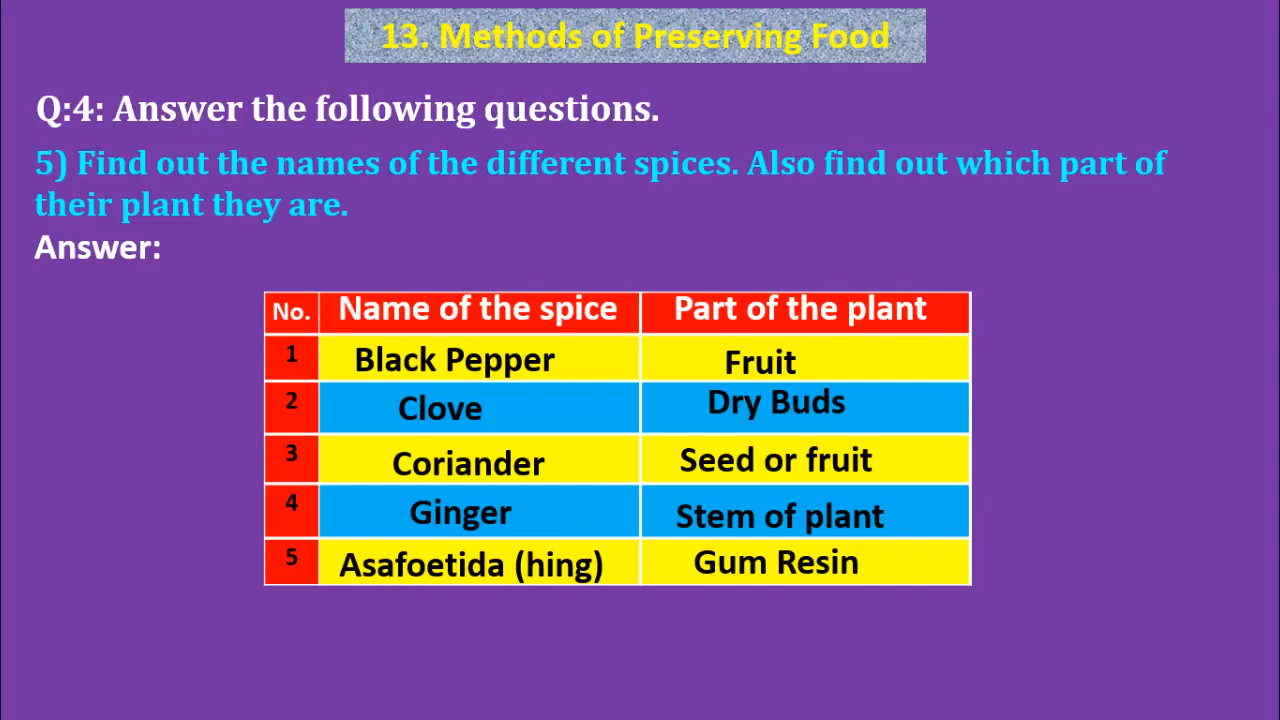 13. Methods of Preserving Food
Q:4: Answer the following questions.
5) Find out the names of the different spices. Also find out which part of
their plant they are.
Answer:
No. Name of the spice Part of the plant
1 Black Pepper Fruit
2 Clove Dry Buds
3 Coriander Seed or fruit
4 Ginger Stem of plant
5 Asafoetida (hing) Gum Resin